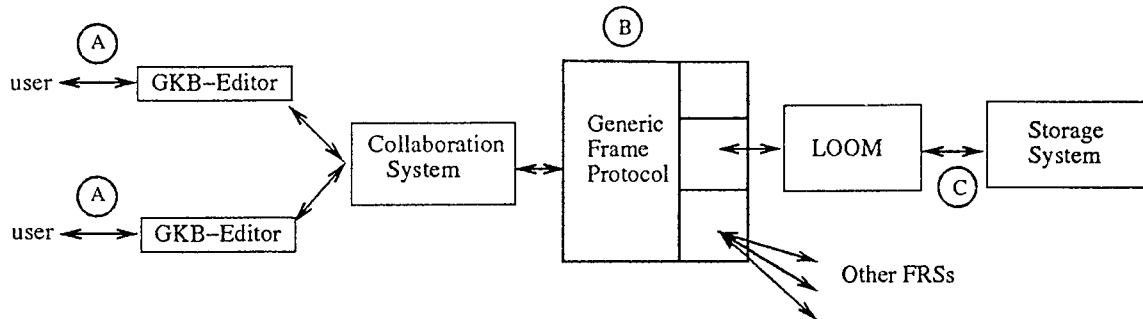 A
user
GKB–Editor
A
user
GKB–Editor
Collaboration
System
B
Generic
Frame
Protocol
LOOM
C
Storage
System
Other FRSs